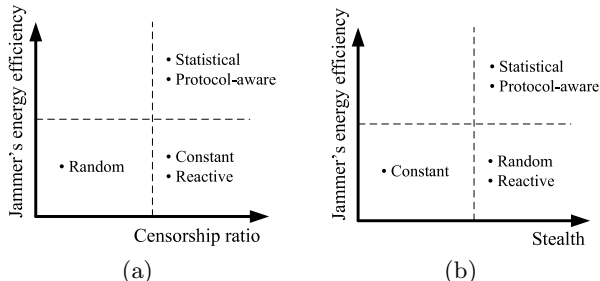 Jammer's energy efficiency
• Statistical
• Protocol-aware
• Random
• Constant
• Reactive
Censorship ratio
(a)
Jammer's energy efficiency
• Statistical
• Protocol-aware
• Constant
• Random
• Reactive
Stealth
(b)